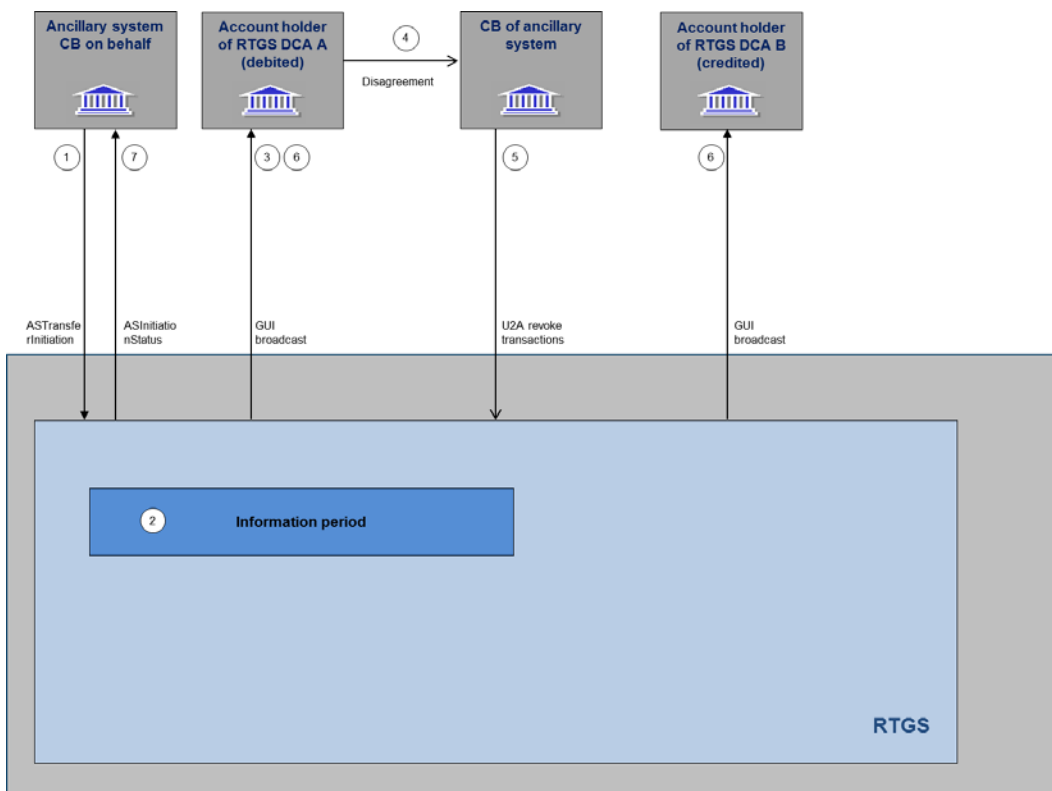 Ancillary system
CB on behalf
Account holder
of RTGS DCA A
(debited)
4
Disagreement
CB of ancillary
system
Account holder
of RTGS DCA B
(credited)
1
7
3
6
5
6
ASTransfe
rInitiation
ASInitiatio
nStatus
GUI
broadcast
U2A revoke
transactions
GUI
broadcast
2
Information period
RTGS